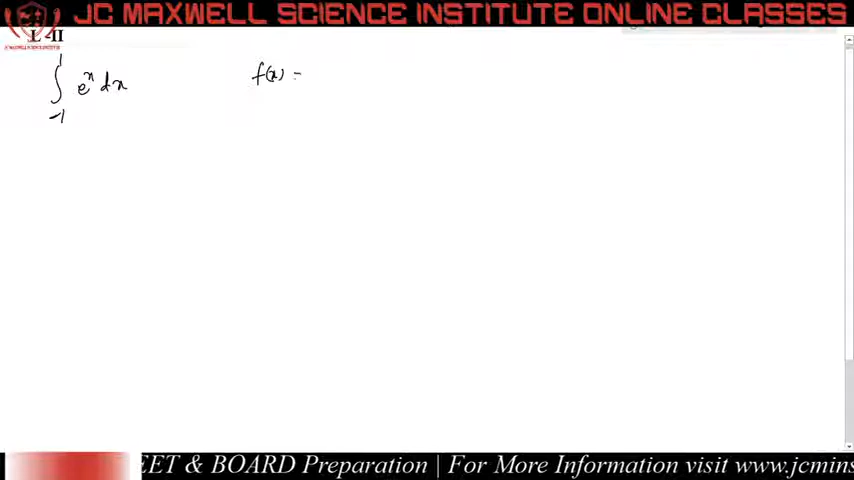 JC MAXWELL SCIENCE INSTITUTE ONLINE CLASSES
∫₋₁¹ eˣ dx
f(x) =
EET & BOARD Preparation | For More Information visit www.jcmins